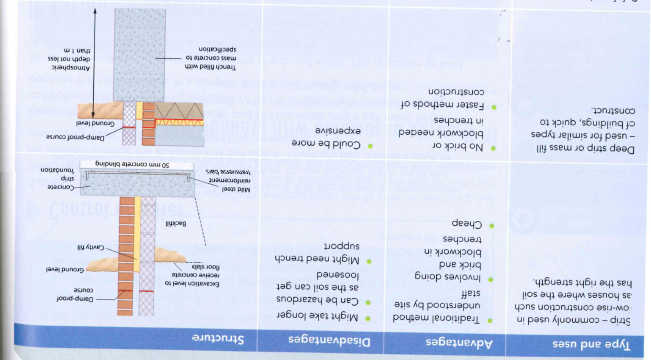 Type and uses
Advantages
Disadvantages
Structure
Strip – commonly used in
ow-rise construction such
as houses where the soil
has the right strength.
• Traditional method
understood by site
staff
• Involves doing
brick and
blockwork in
trenches
• Cheap
• Might take longer
• Can be hazardous
as the soil can get
loosened
• Might need trench
support
Damp-proof
course
Ground level
Cavity fill
Excavation to level to
receive concrete
floor slab
Backfill
Mild steel
reinforcement
transverse bars
Concrete
strip
foundation
50 mm concrete blinding
Deep strip or mass fill
– used for similar types
of buildings, quick to
construct.
• No brick or
blockwork needed
in trenches
• Faster methods of
construction
• Could be more
expensive
Damp-proof course
Ground level
Trench filled with
mass concrete to
specification
Atmospheric
depth not less
than 1 m